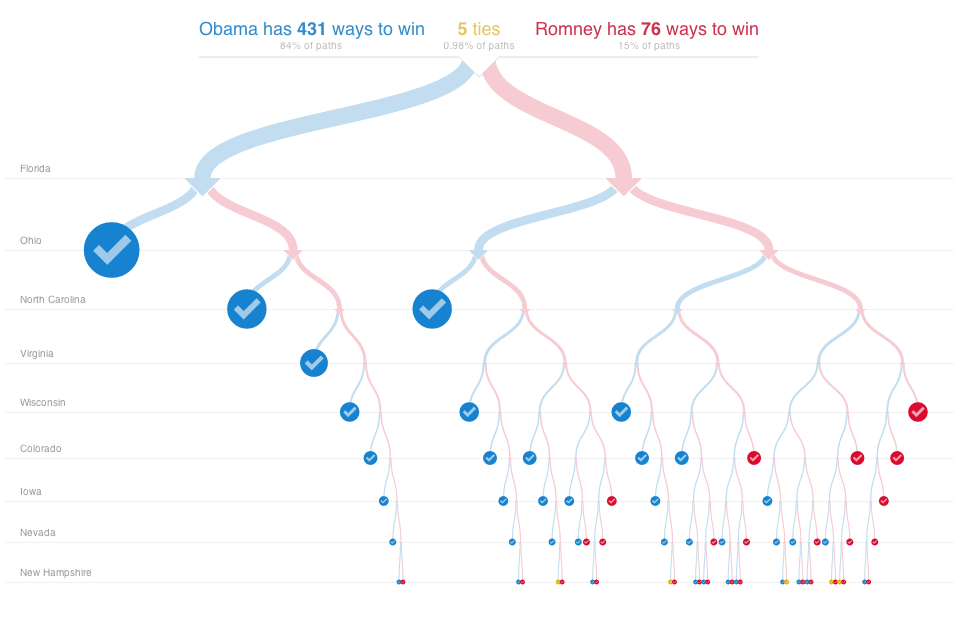 Obama has 431 ways to win
84% of paths
5 ties
0.98% of paths
Romney has 76 ways to win
15% of paths
Florida
Ohio
North Carolina
Virginia
Wisconsin
Colorado
Iowa
Nevada
New Hampshire